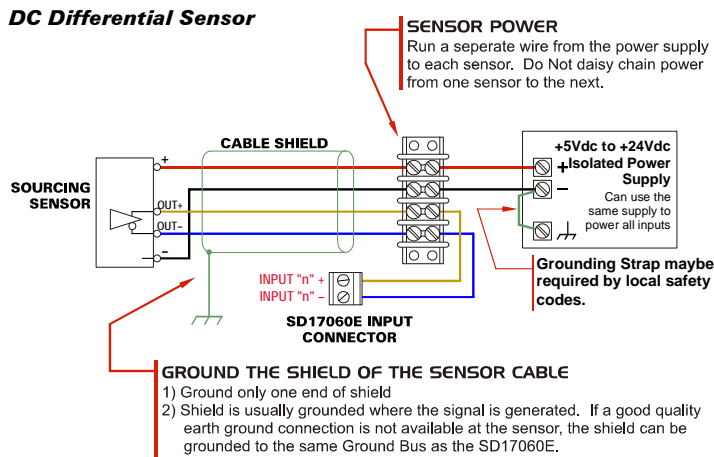 DC Differential Sensor
SENSOR POWER
Run a seperate wire from the power supply
to each sensor. Do Not daisy chain power
from one sensor to the next.
CABLE SHIELD
SOURCING
SENSOR
+
OUT+
OUT–
–
+5Vdc to +24Vdc
+ Isolated Power
Supply
–
Can use the
same supply to
power all inputs
INPUT "n" +
INPUT "n" –
SD17060E INPUT
CONNECTOR
Grounding Strap maybe
required by local safety
codes.
GROUND THE SHIELD OF THE SENSOR CABLE
1) Ground only one end of shield
2) Shield is usually grounded where the signal is generated. If a good quality
earth ground connection is not available at the sensor, the shield can be
grounded to the same Ground Bus as the SD17060E.